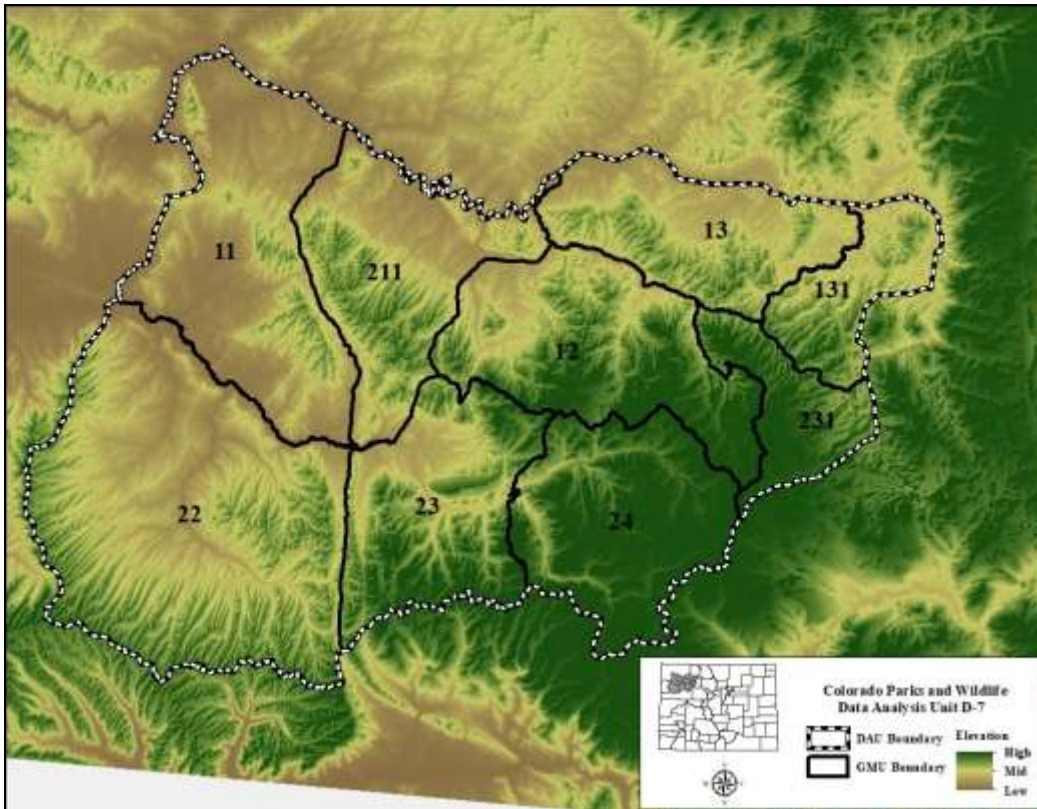 13
11
211
131
12
231
23
22
24
Colorado Parks and Wildlife
Data Analysis Unit D-7
DAU Boundary
GMU Boundary
Elevation
High
Mid
Low